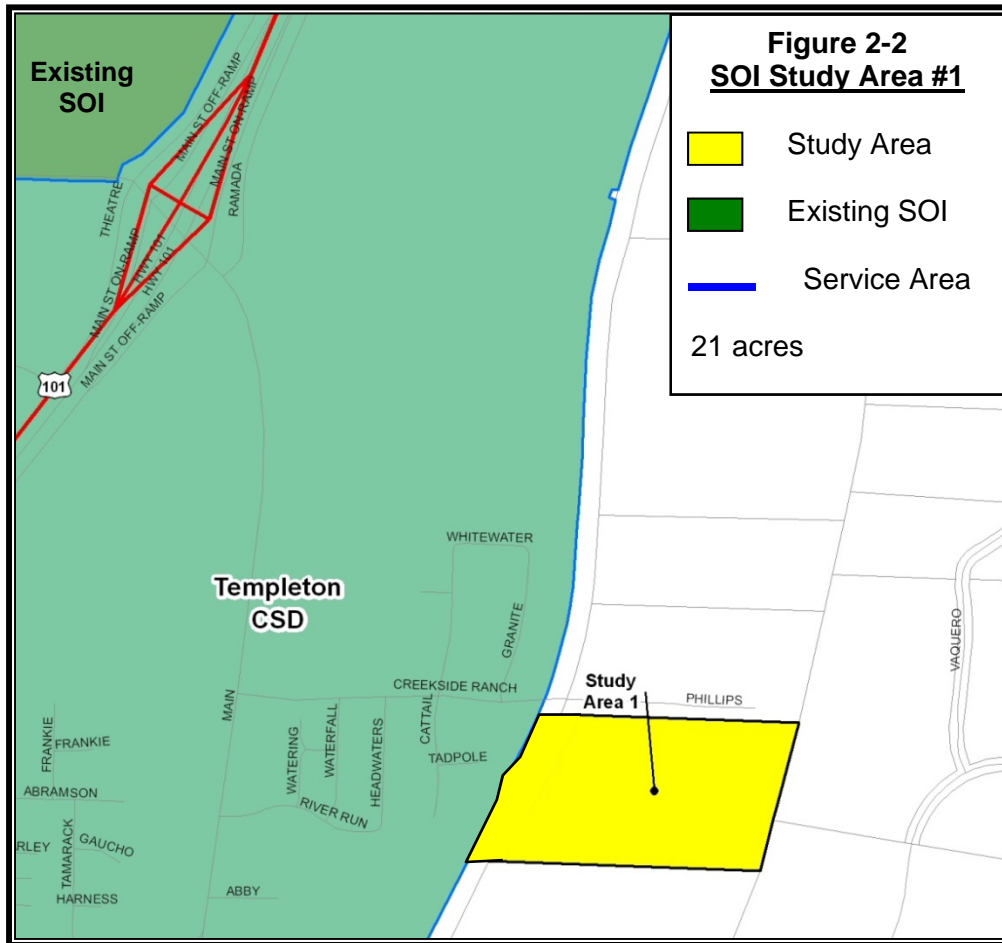 Existing
SOI
Figure 2-2
SOI Study Area #1
Study Area
Existing SOI
Service Area
21 acres
MAIN ST OFF-RAMP
MAIN ST ON-RAMP
RAMADA
THEATRE
MAIN ST ON-RAMP
HWY 101
HWY 101
MAIN ST OFF-RAMP
101
WHITEWATER
Templeton
CSD
GRANITE
VAQUERO
Study
Area 1
CREEKSIDE RANCH
PHILLIPS
MAIN
CATTAIL
WATERFALL
HEADWATERS
WATERING
FRANKIE
FRANKIE
TADPOLE
ABRAMSON
RIVER RUN
GAUCHO
RLEY
TAMARACK
ABBY
HARNESS